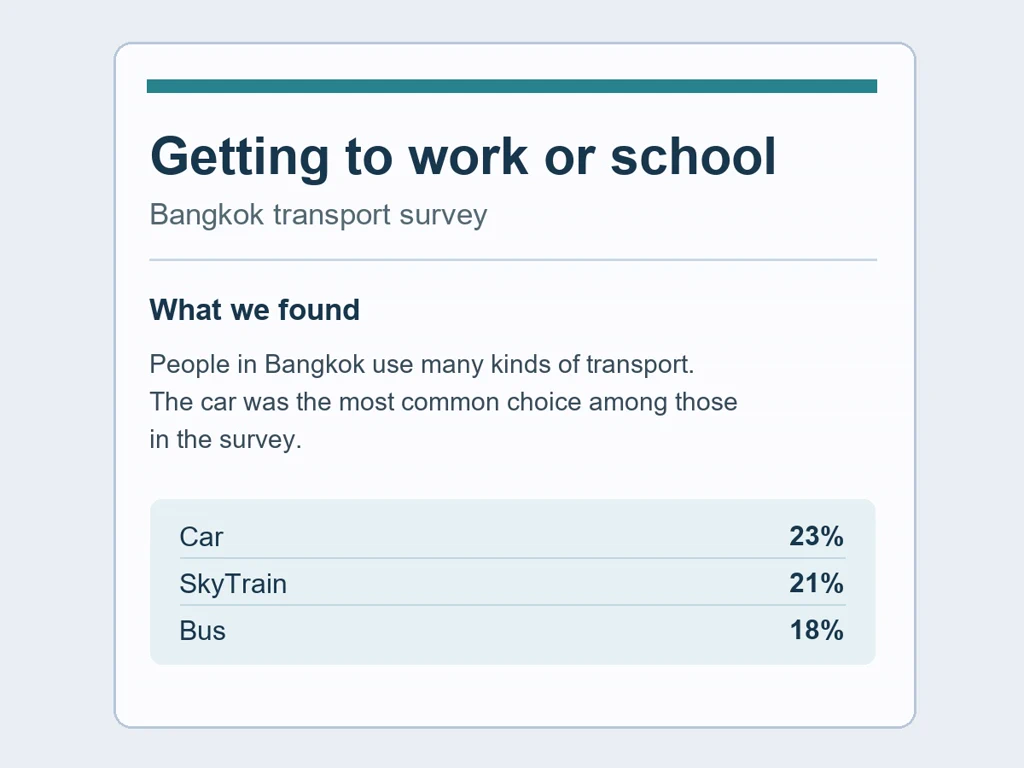 Getting to work or school
Bangkok transport survey
What we found
People in Bangkok use many kinds of transport.
The car was the most common choice among those
in the survey.
Car 23%
SkyTrain 21%
Bus 18%